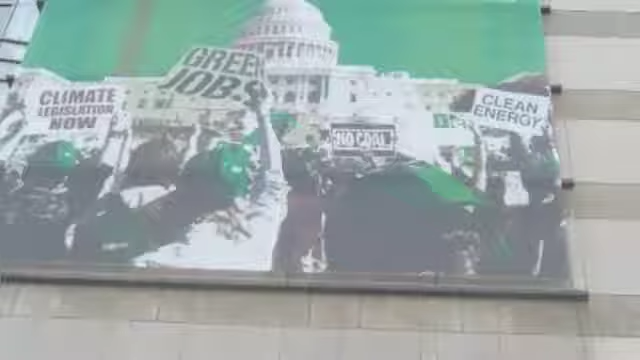 CLIMATE
LEGISLATION
NOW
GREEN
JOBS
NO COAL
CLEAN
ENERGY